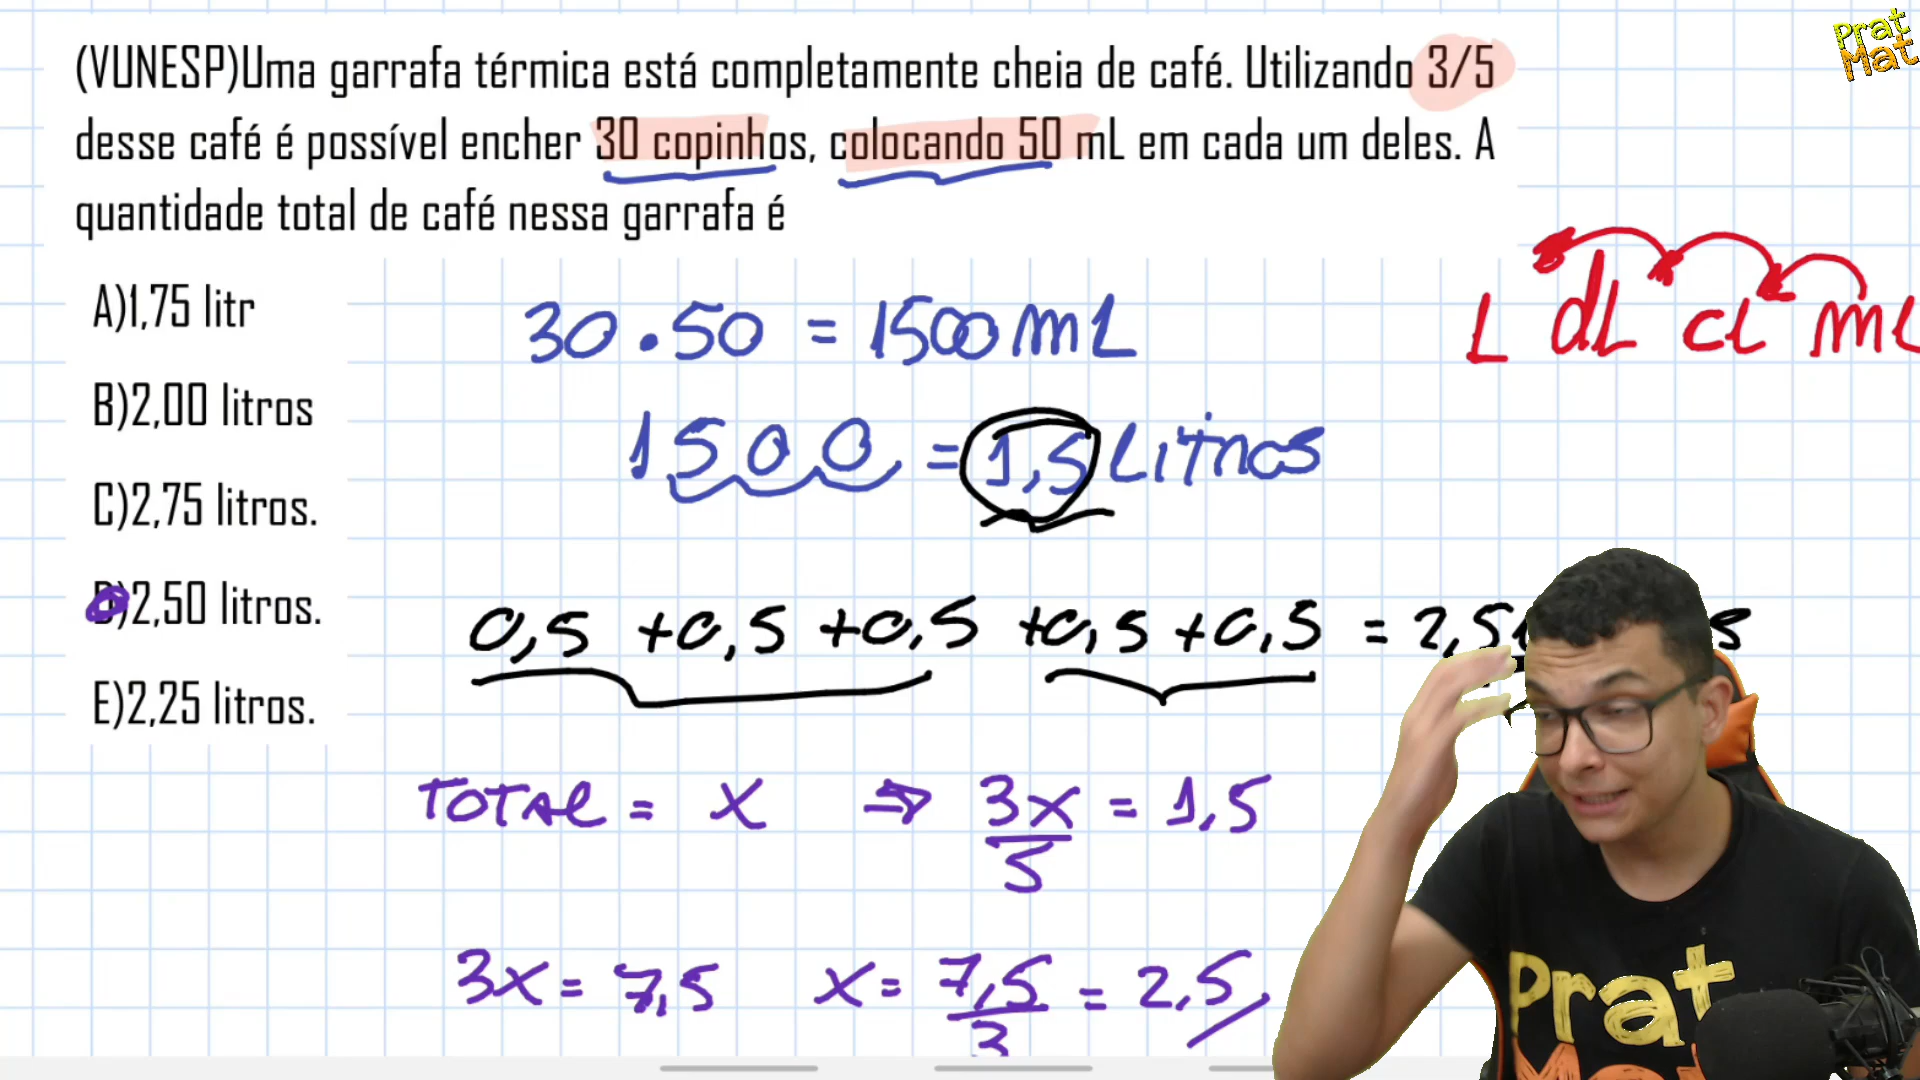 (VUNESP)Uma garrafa térmica está completamente cheia de café. Utilizando 3/5
desse café é possível encher 30 copinhos, colocando 50 mL em cada um deles. A
quantidade total de café nessa garrafa é
A)1,75 litr
B)2,00 litros
C)2,75 litros.
D)2,50 litros.
E)2,25 litros.
30 . 50 = 1500 mL
1500 = 1,5 Litros
L dL cL mL
0,5 +0,5 +0,5 +0,5 +0,5 = 2,5
TOTAL = x ⇒ 3x/5 = 1,5
3x = 7,5 x = 7,5/3 = 2,5
Prat
Mat
Prat
Mat